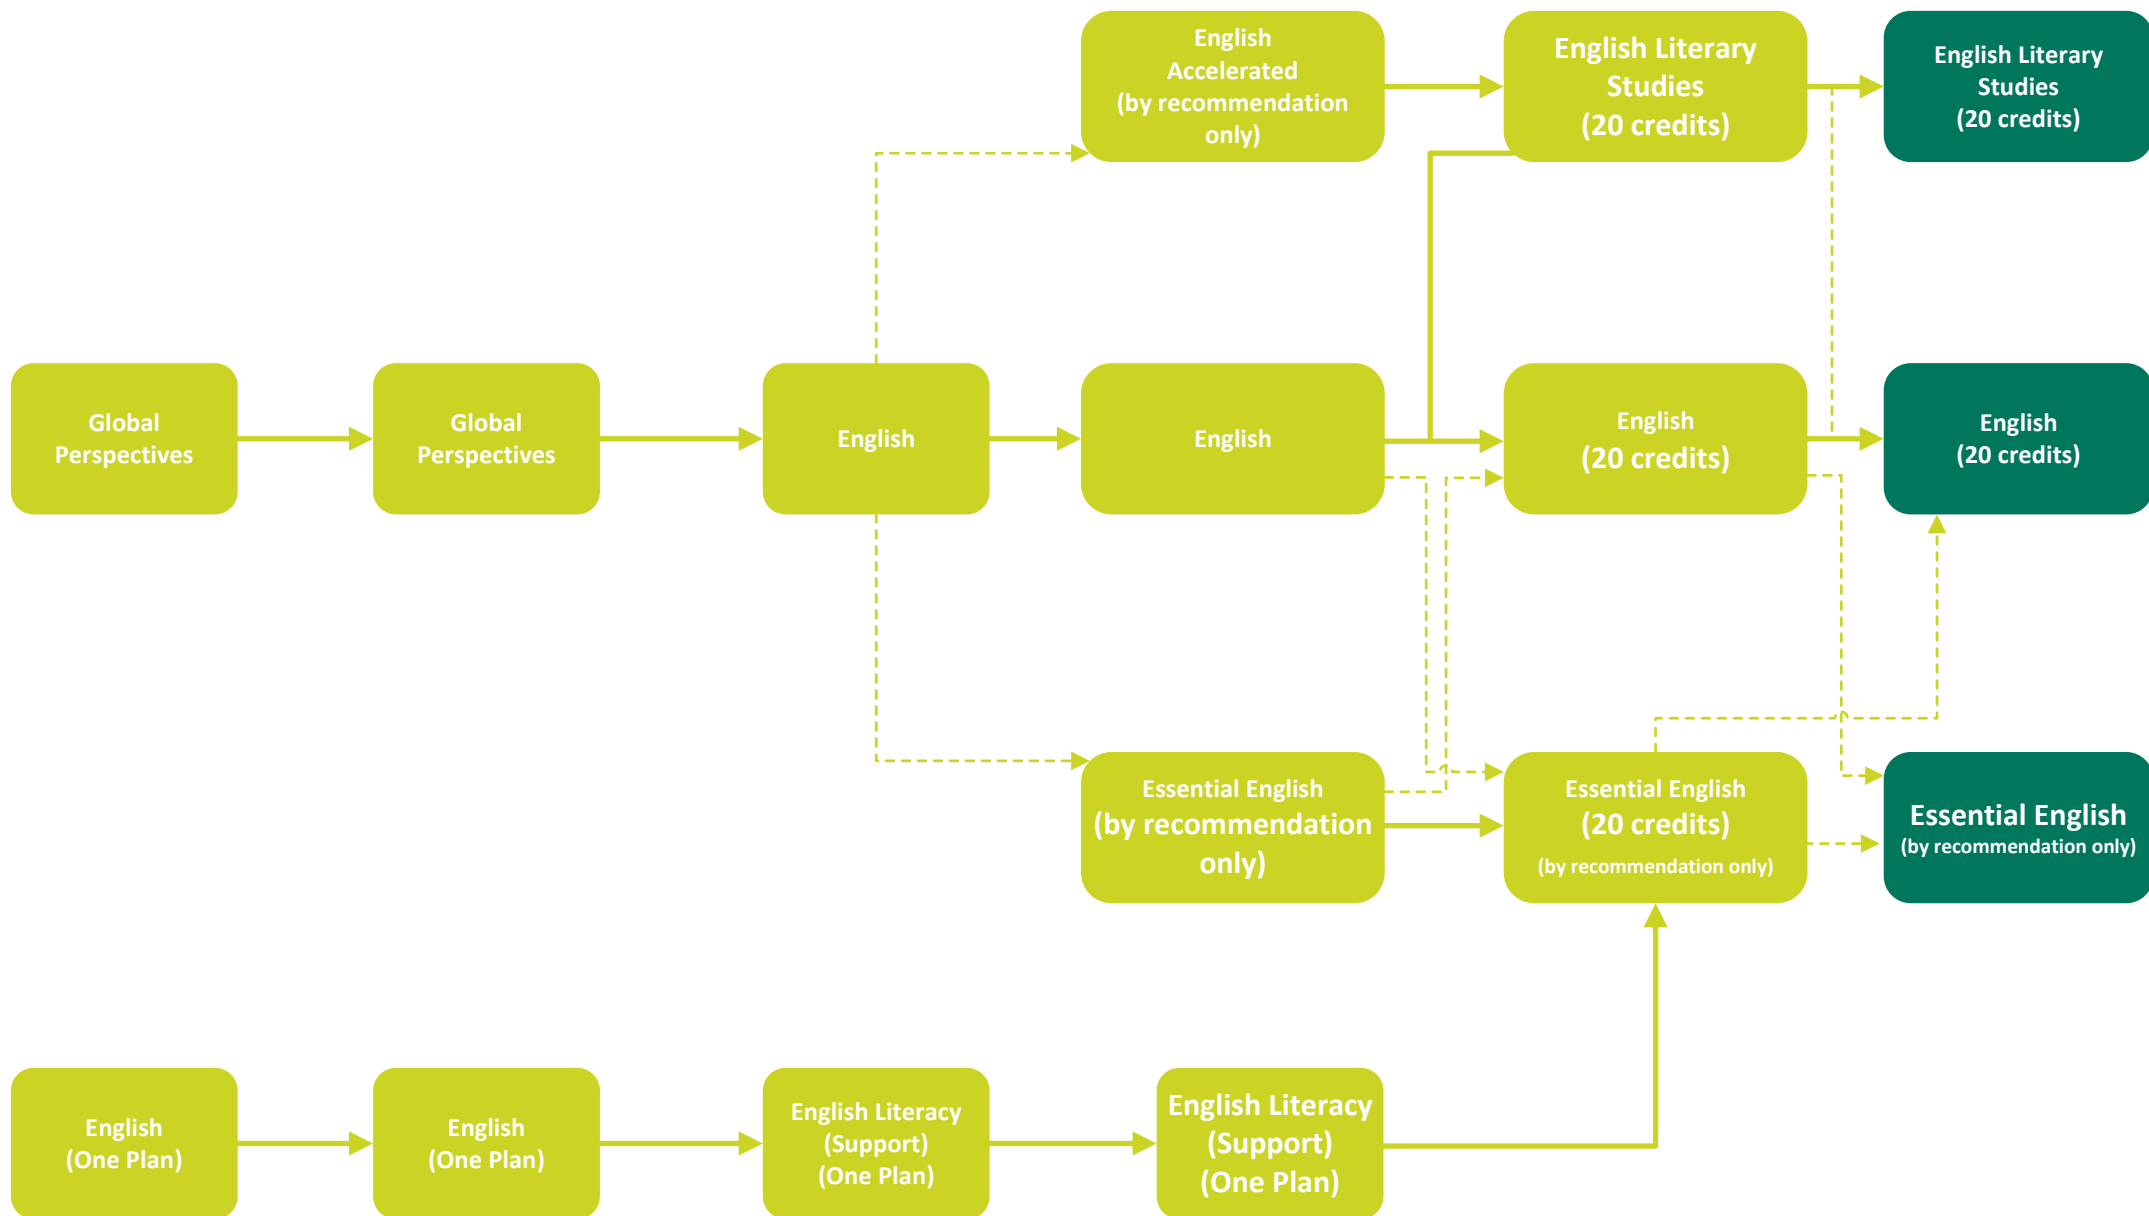 English
Accelerated
(by recommendation
only)
English Literary
Studies
(20 credits)
English Literary
Studies
(20 credits)
Global
Perspectives
Global
Perspectives
English
English
English
(20 credits)
English
(20 credits)
Essential English
(by recommendation
only)
Essential English
(20 credits)
(by recommendation only)
Essential English
(by recommendation only)
English
(One Plan)
English
(One Plan)
English Literacy
(Support)
(One Plan)
English Literacy
(Support)
(One Plan)